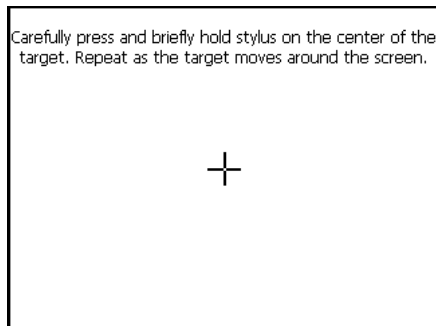 Carefully press and briefly hold stylus on the center of the
target. Repeat as the target moves around the screen.